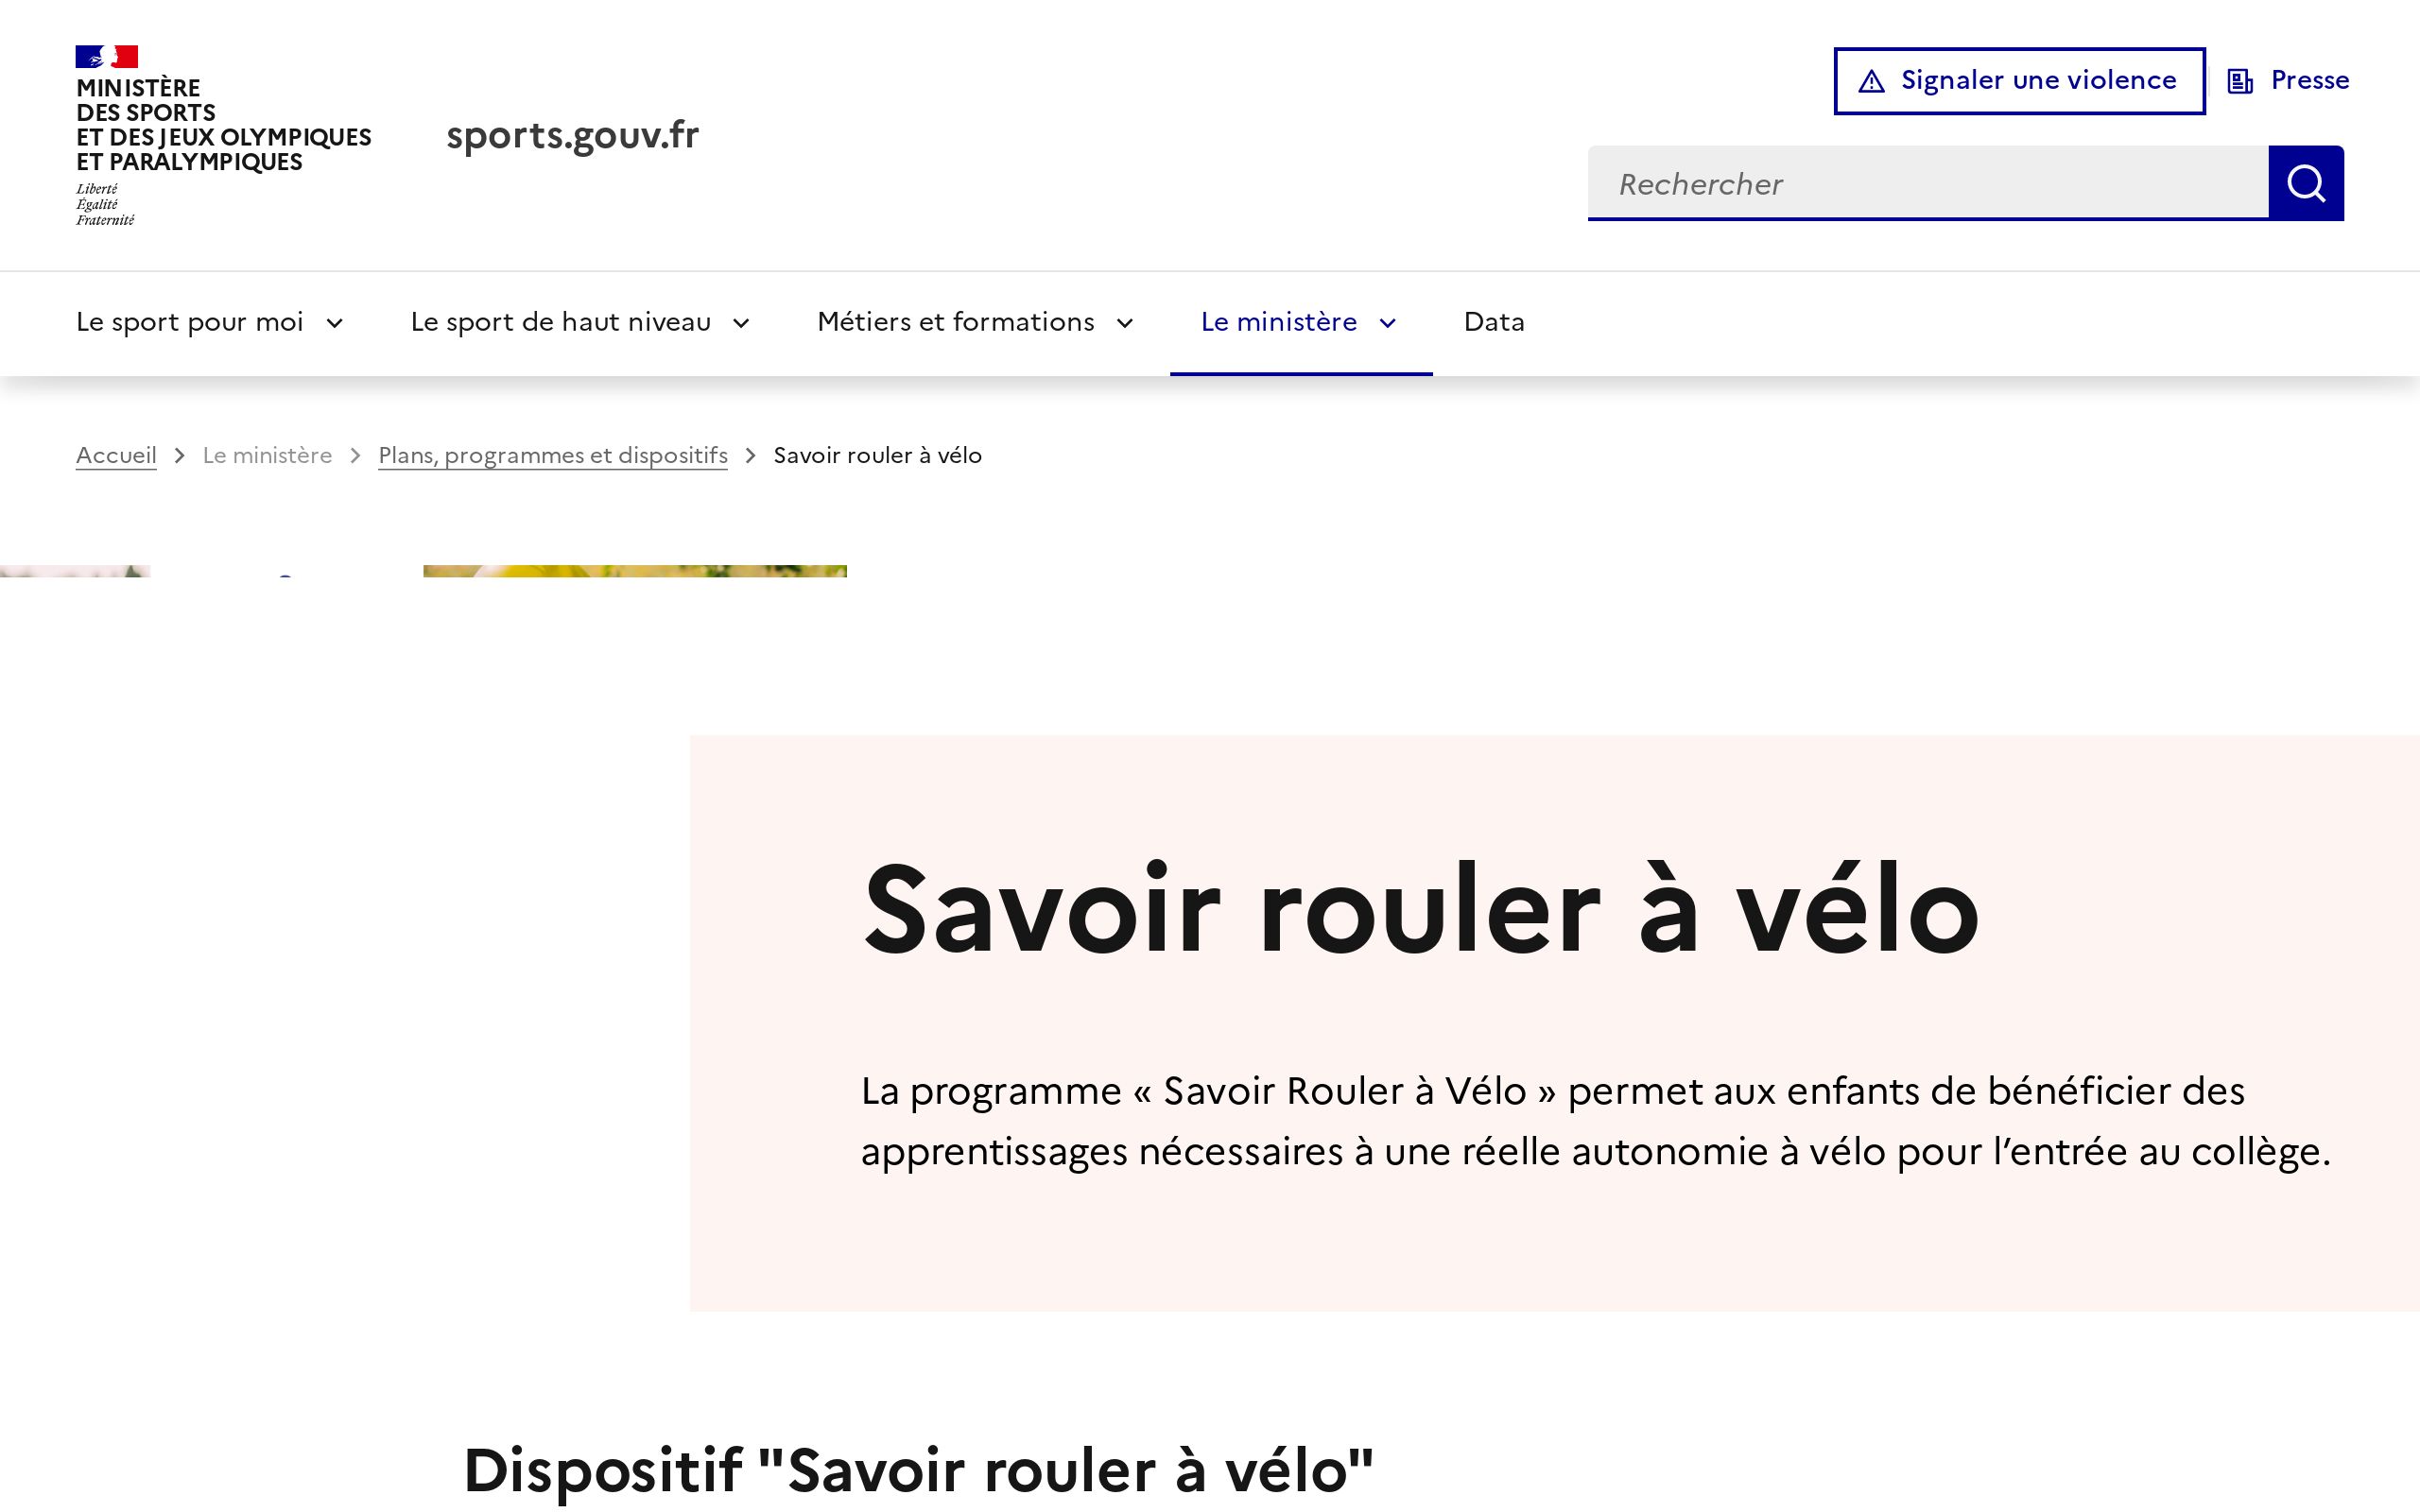 MINISTÈRE
DES SPORTS
ET DES JEUX OLYMPIQUES
ET PARALYMPIQUES
Liberté
Égalité
Fraternité
sports.gouv.fr
Signaler une violence
Presse
Rechercher
Le sport pour moi
Le sport de haut niveau
Métiers et formations
Le ministère
Data
Accueil
Le ministère
Plans, programmes et dispositifs
Savoir rouler à vélo
Savoir rouler à vélo
La programme « Savoir Rouler à Vélo » permet aux enfants de bénéficier des
apprentissages nécessaires à une réelle autonomie à vélo pour l’entrée au collège.
Dispositif "Savoir rouler à vélo"